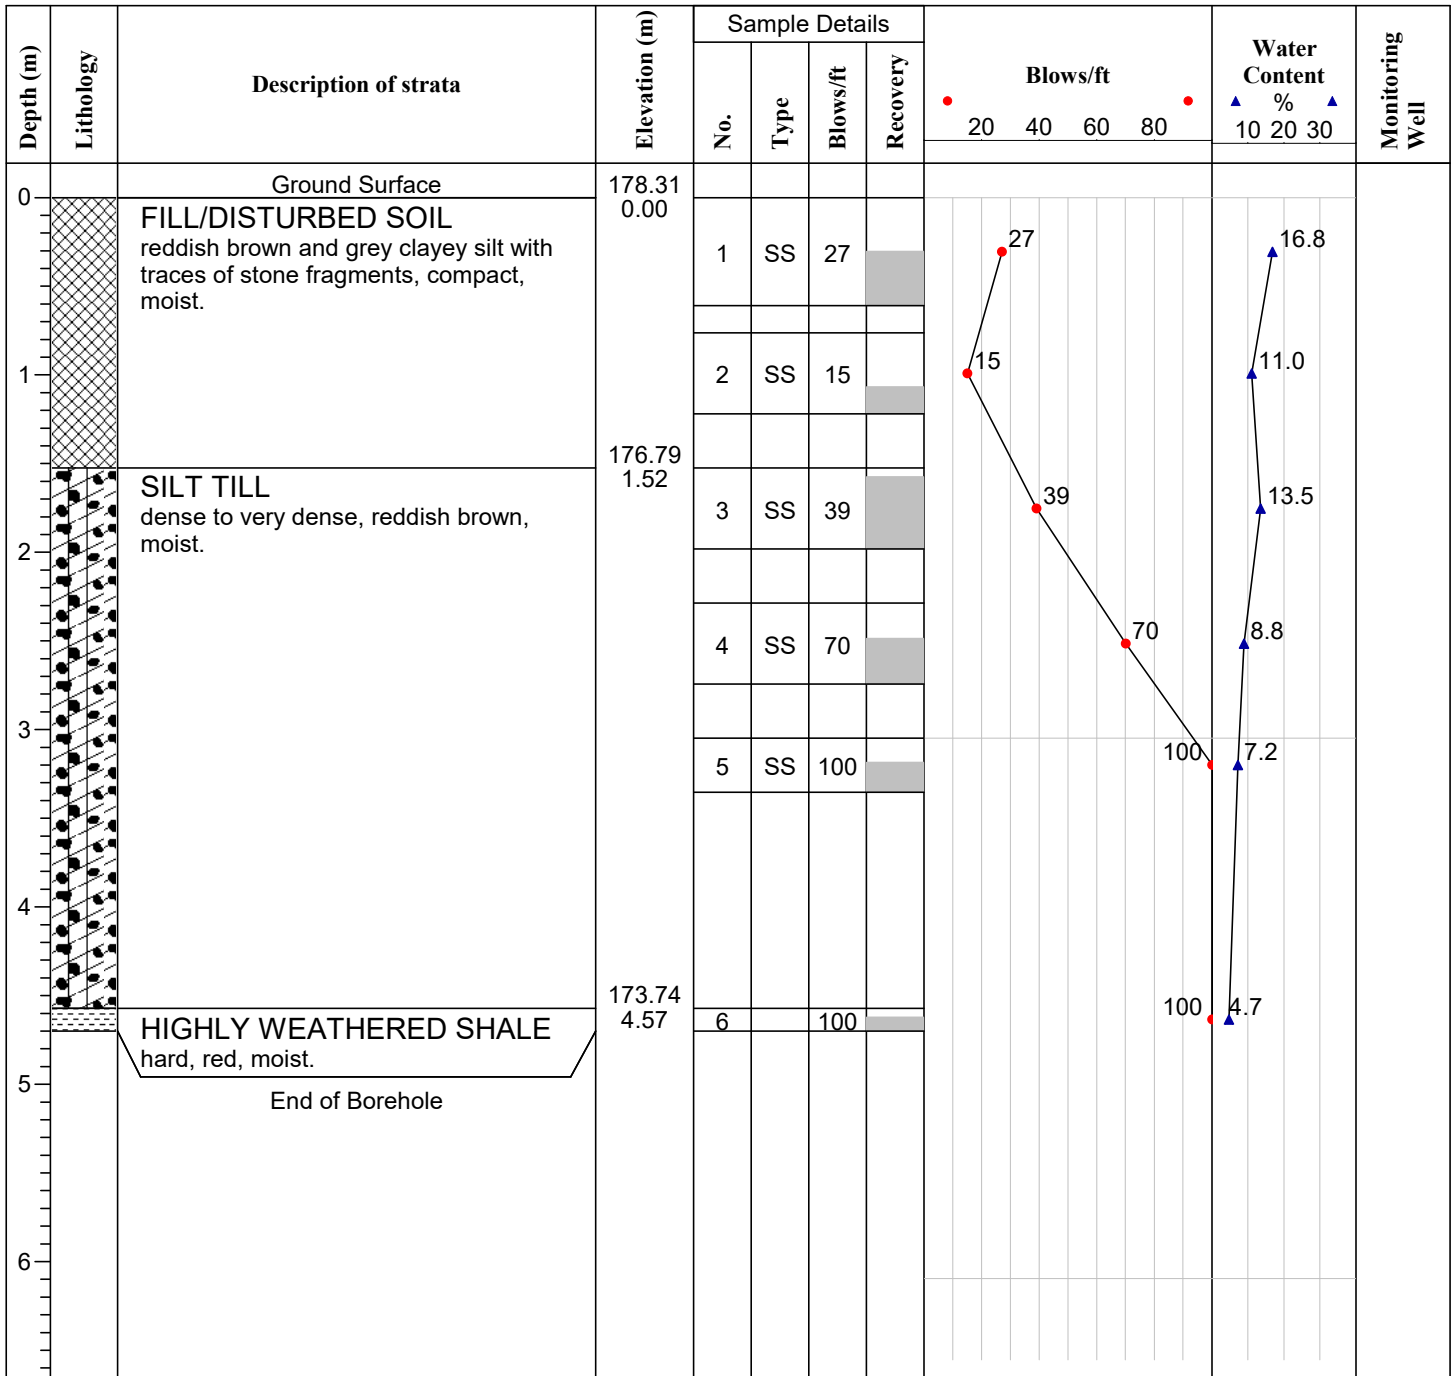 Depth (m)
Lithology
Description of strata
Elevation (m)
Sample Details
No.
Type
Blows/ft
Recovery
Blows/ft
20 40 60 80
Water
Content
%
10 20 30
Monitoring
Well
Ground Surface
178.31
0.00
0
FILL/DISTURBED SOIL
reddish brown and grey clayey silt with
traces of stone fragments, compact,
moist.
1 SS 27
27
16.8
1
2 SS 15
15
11.0
176.79
1.52
SILT TILL
dense to very dense, reddish brown,
moist.
3 SS 39
39
13.5
2
4 SS 70
70
8.8
3
5 SS 100
100
7.2
4
173.74
4.57
HIGHLY WEATHERED SHALE
hard, red, moist.
6 100
100
4.7
5
End of Borehole
6